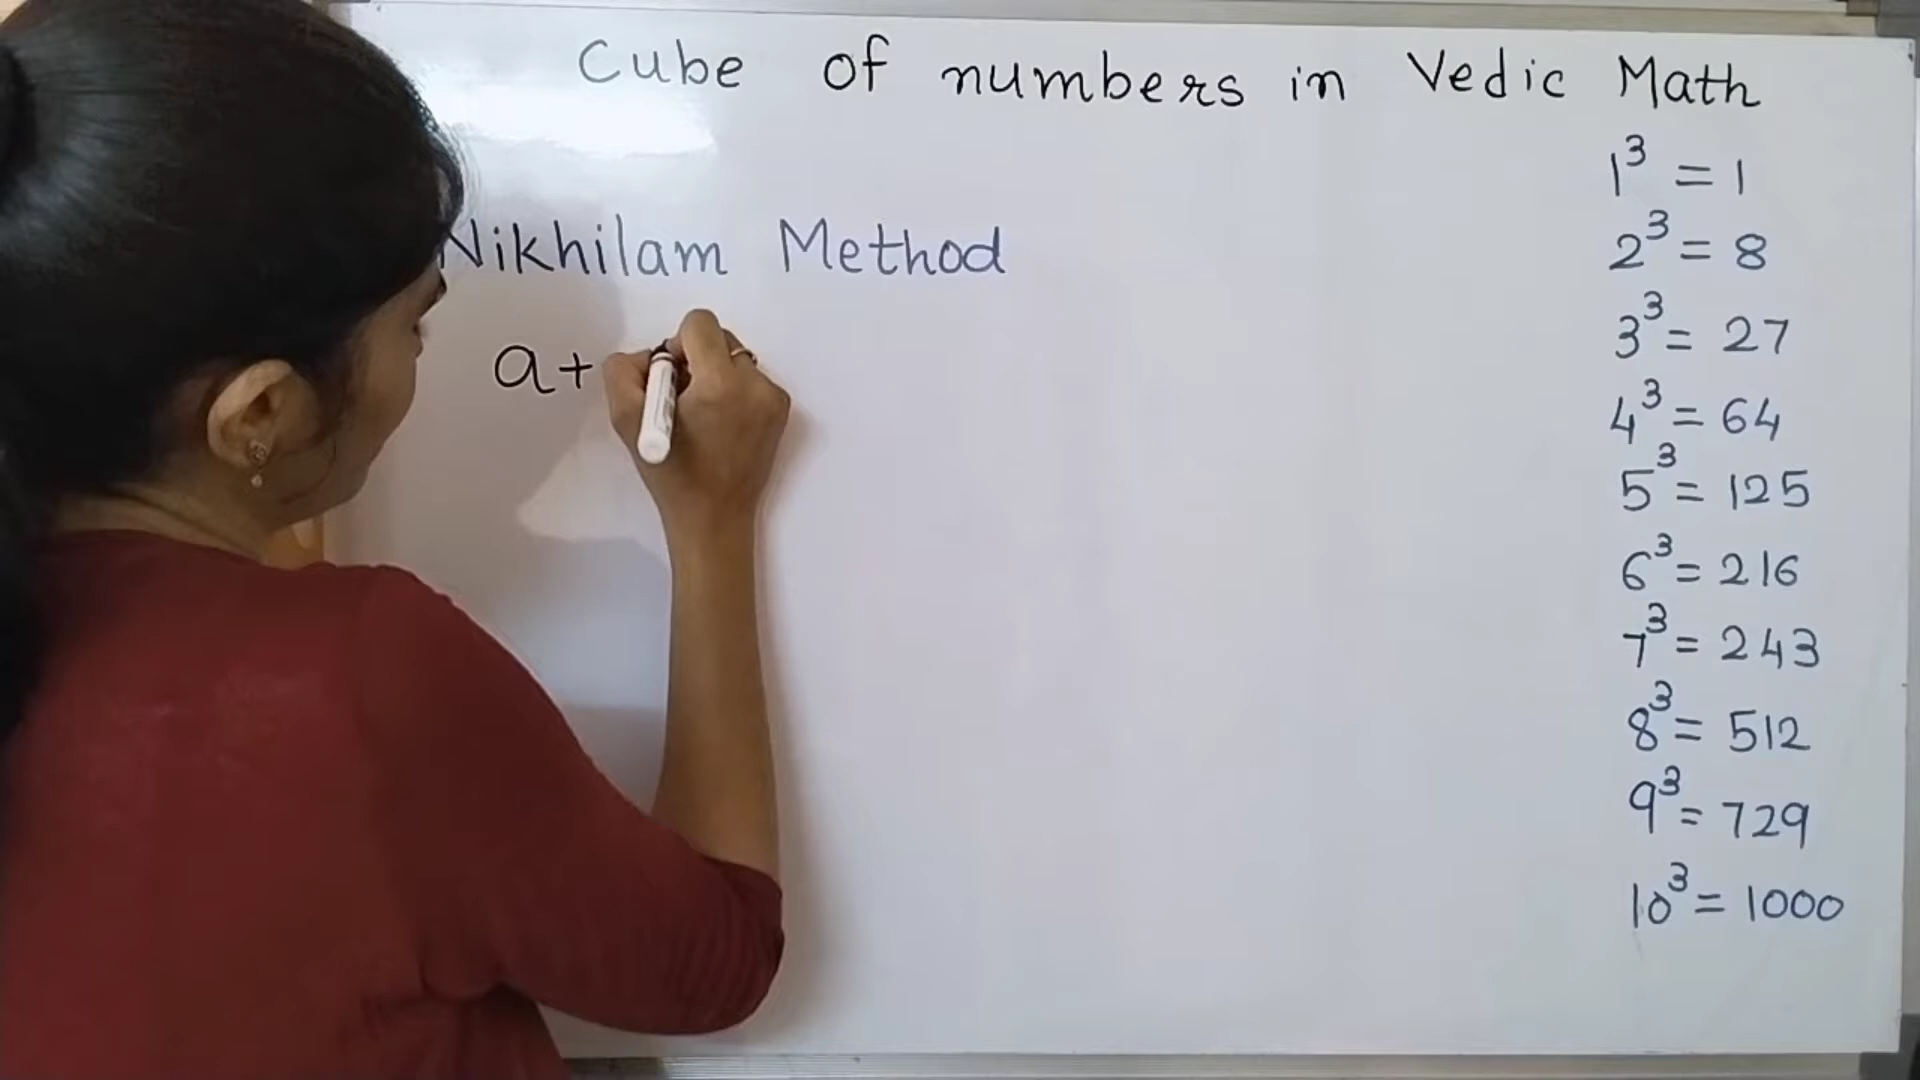 Cube of numbers in Vedic Math
Nikhilam Method
a+
1³ = 1
2³ = 8
3³ = 27
4³ = 64
5³ = 125
6³ = 216
7³ = 243
8³ = 512
9³ = 729
10³ = 1000